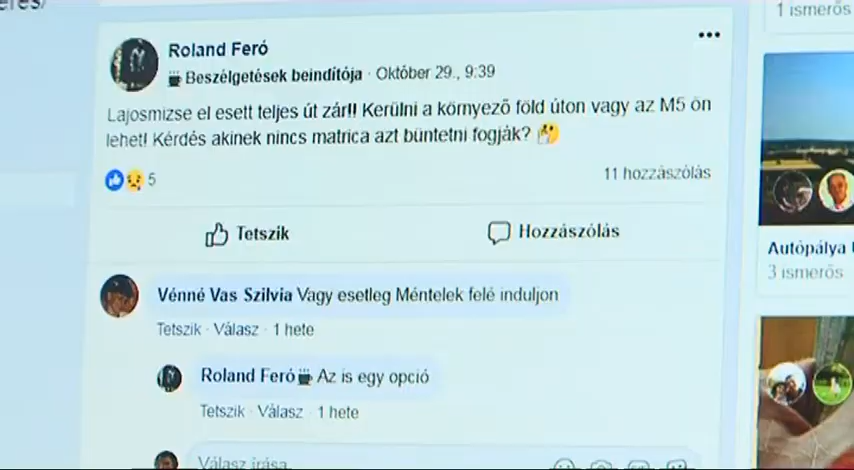 1 ismerős
Roland Feró
Beszélgetések beindítója · Október 29., 9:39
Lajosmizse el esett teljes út zár!! Kerülni a környező föld úton vagy az M5 ön
lehet! Kérdés akinek nincs matrica azt büntetni fogják?
5
11 hozzászólás
Tetszik
Hozzászólás
Autópálya
3 ismerős
Vénné Vas Szilvia Vagy esetleg Méntelek felé induljon
Tetszik · Válasz · 1 hete
Roland Feró Az is egy opció
Tetszik · Válasz · 1 hete
Válasz írása